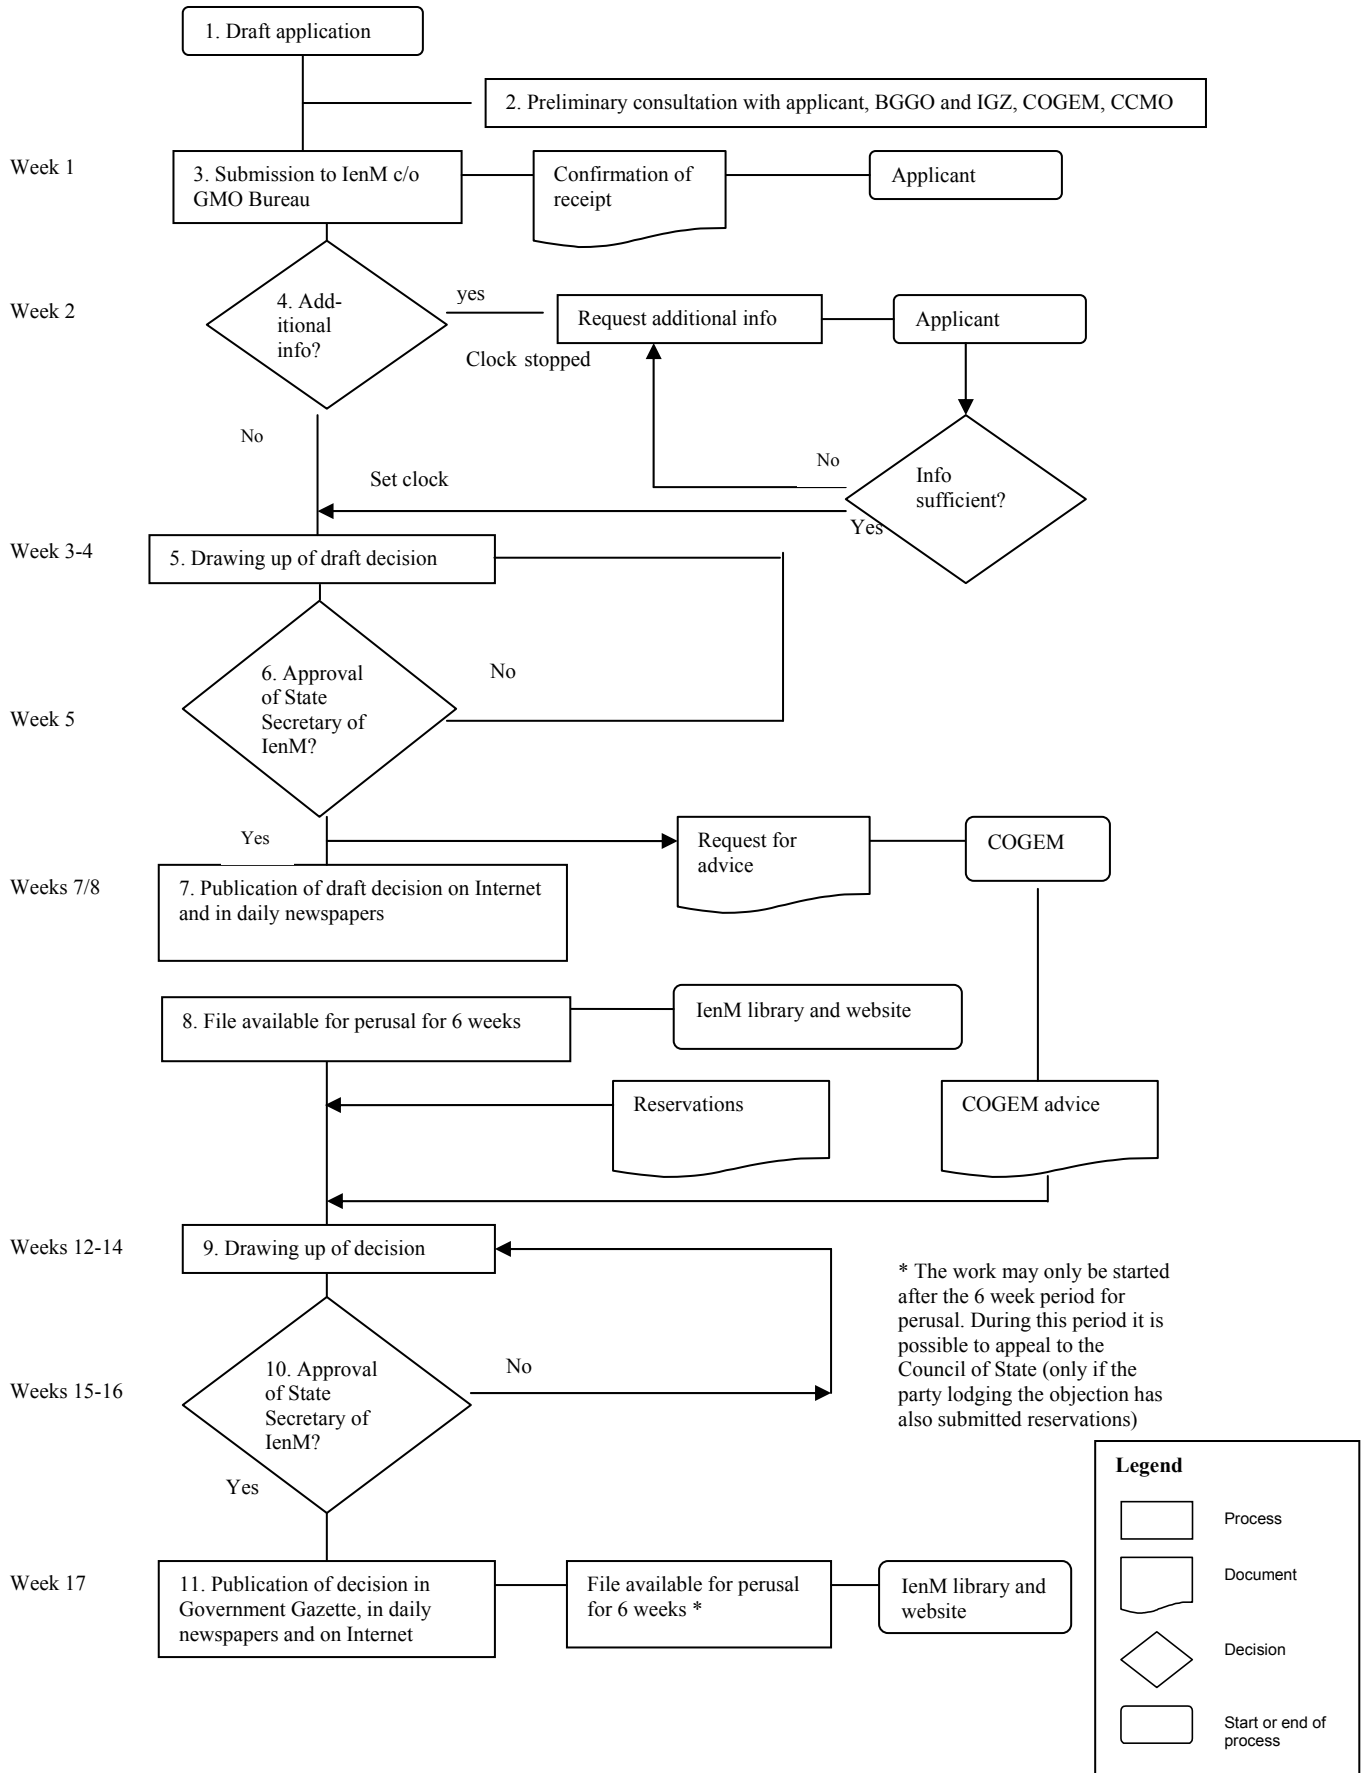 1. Draft application
2. Preliminary consultation with applicant, BGGO and IGZ, COGEM, CCMO
Week 1
3. Submission to IenM c/o
GMO Bureau
Confirmation of
receipt
Applicant
Week 2
4. Add-
itional
info?
yes
Clock stopped
Request additional info
Applicant
No
Set clock
No
Info
sufficient?
Yes
Week 3-4
5. Drawing up of draft decision
Week 5
6. Approval
of State
Secretary of
IenM?
No
Yes
Request for
advice
COGEM
Weeks 7/8
7. Publication of draft decision on Internet
and in daily newspapers
8. File available for perusal for 6 weeks
IenM library and website
Reservations
COGEM advice
Weeks 12-14
9. Drawing up of decision
* The work may only be started
after the 6 week period for
perusal. During this period it is
possible to appeal to the
Council of State (only if the
party lodging the objection has
also submitted reservations)
Weeks 15-16
10. Approval
of State
Secretary of
IenM?
No
Yes
Week 17
11. Publication of decision in
Government Gazette, in daily
newspapers and on Internet
File available for perusal
for 6 weeks *
IenM library and
website
Legend
Process
Document
Decision
Start or end of
process